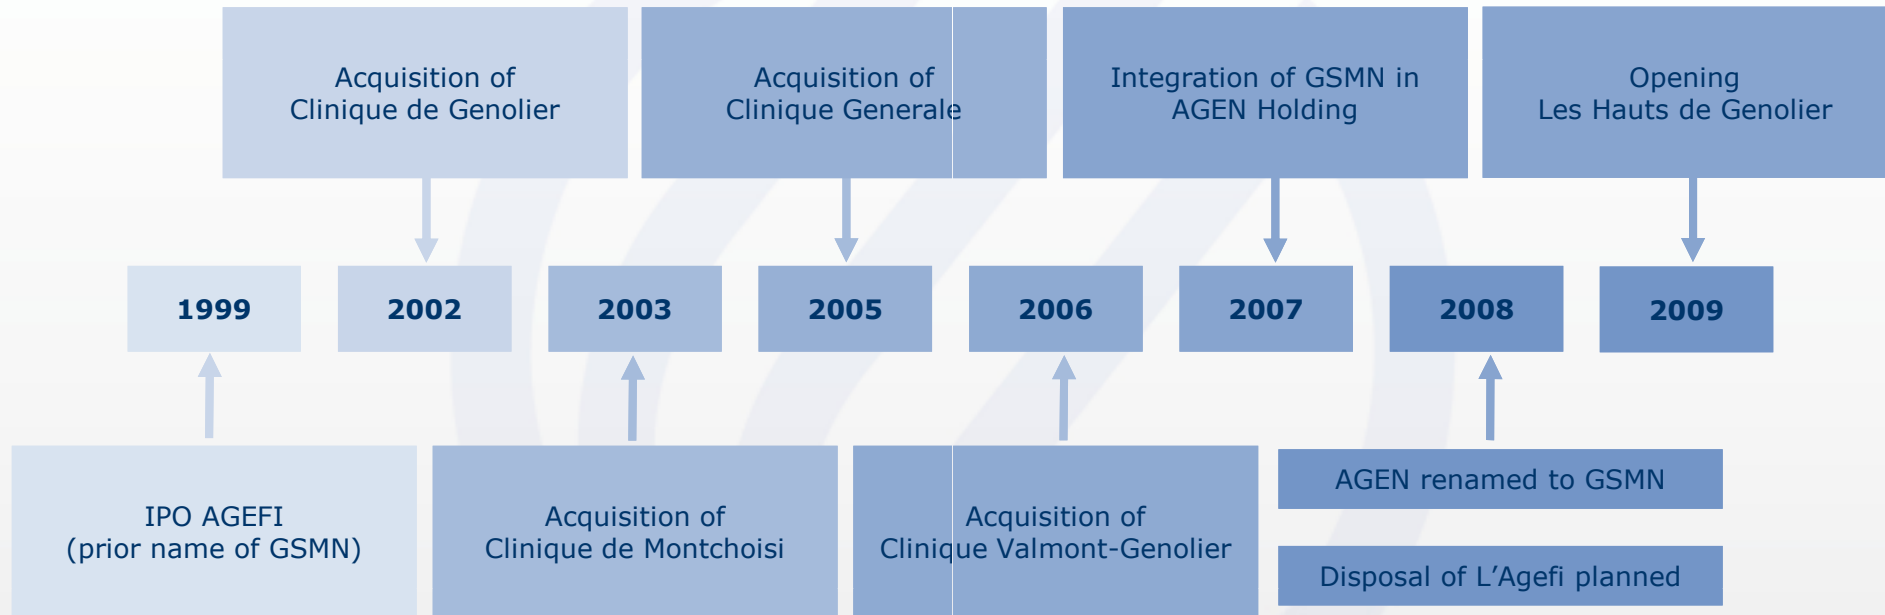 Acquisition of
Clinique de Genolier
Acquisition of
Clinique Generale
Integration of GSMN in
AGEN Holding
Opening
Les Hauts de Genolier
1999
2002
2003
2005
2006
2007
2008
2009
IPO AGEFI
(prior name of GSMN)
Acquisition of
Clinique de Montchoisi
Acquisition of
Clinique Valmont-Genolier
AGEN renamed to GSMN
Disposal of L’Agefi planned